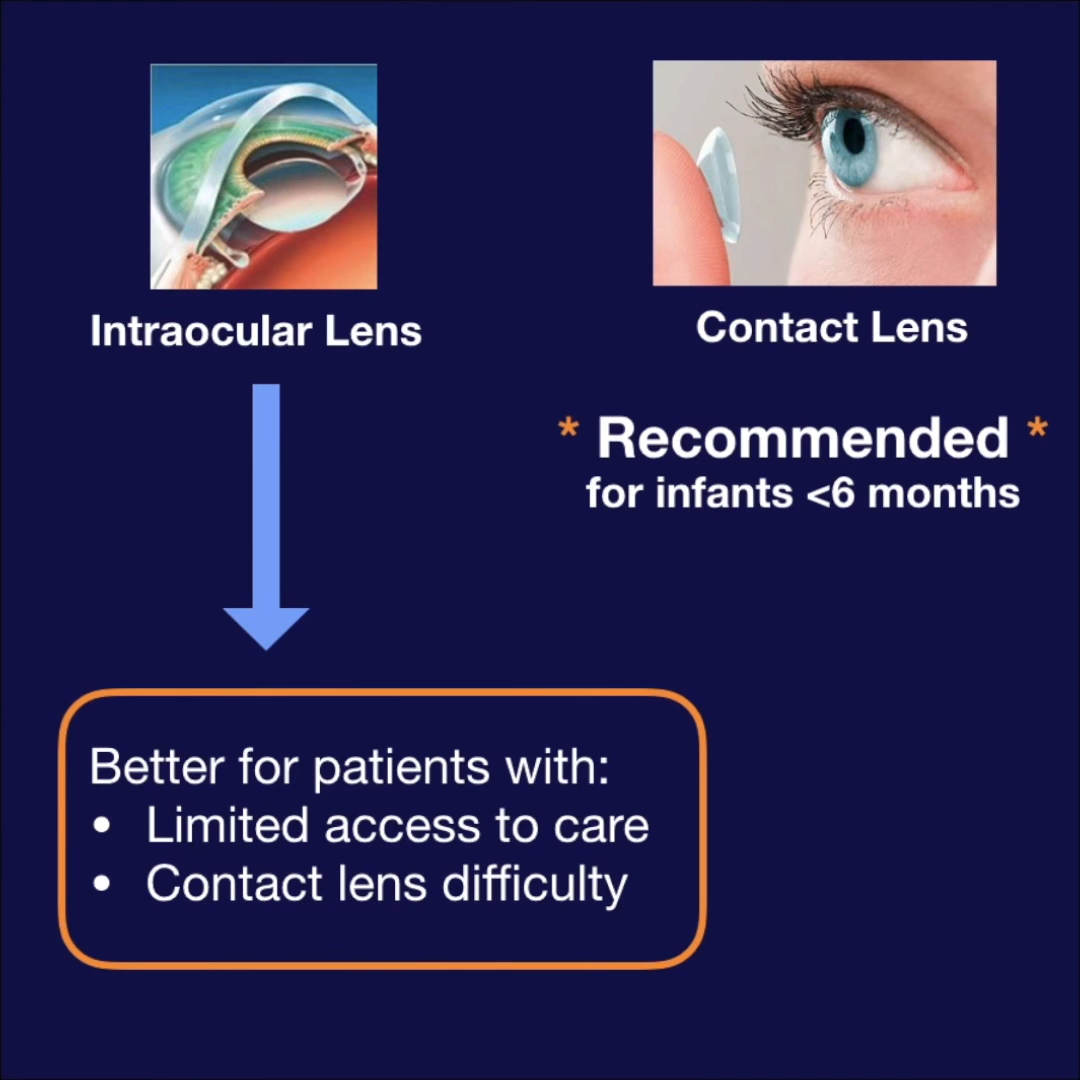 Intraocular Lens
Contact Lens
* Recommended *
for infants <6 months
Better for patients with:
• Limited access to care
• Contact lens difficulty